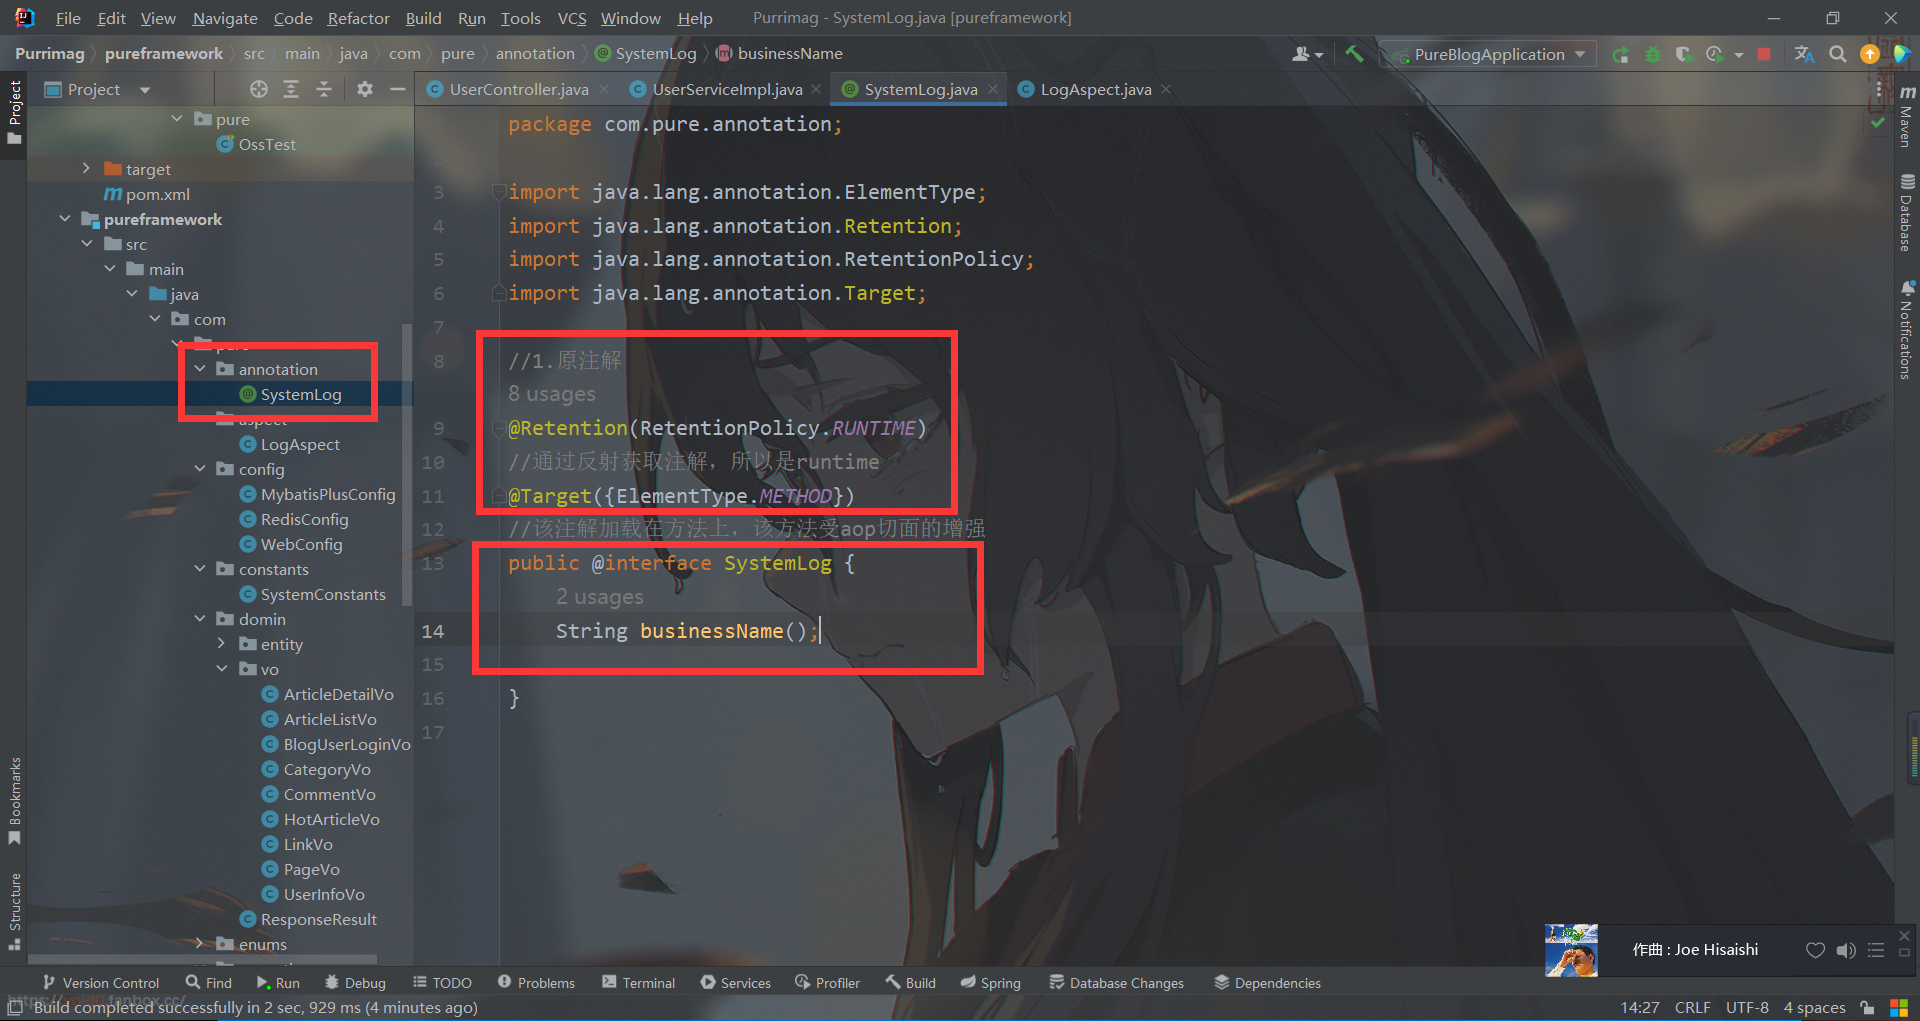 File Edit View Navigate Code Refactor Build Run Tools VCS Window Help Purrimag - SystemLog.java [pureframework]
Purrimag pureframework src main java com pure annotation SystemLog businessName PureBlogApplication
Project
UserController.java UserServiceImpl.java SystemLog.java LogAspect.java
Project
pure
OssTest
target
pom.xml
pureframework
src
main
java
com
pure
annotation
SystemLog
aspect
LogAspect
config
MybatisPlusConfig
RedisConfig
WebConfig
constants
SystemConstants
domin
entity
vo
ArticleDetailVo
ArticleListVo
BlogUserLoginVo
CategoryVo
CommentVo
HotArticleVo
LinkVo
PageVo
UserInfoVo
ResponseResult
enums
Bookmarks
Structure
package com.pure.annotation;
3 import java.lang.annotation.ElementType;
4 import java.lang.annotation.Retention;
5 import java.lang.annotation.RetentionPolicy;
6 import java.lang.annotation.Target;
7
8 //1.原注解
8 usages
9 @Retention(RetentionPolicy.RUNTIME)
10 //通过反射获取注解，所以是runtime
11 @Target({ElementType.METHOD})
12 //该注解加载在方法上，该方法受aop切面的增强
13 public @interface SystemLog {
2 usages
14 String businessName();
15
16 }
17
Maven
Database
Notifications
作曲 : Joe Hisaishi
Version Control Find Run Debug TODO Problems Terminal Services Profiler Build Spring Database Changes Dependencies
Build completed successfully in 2 sec, 929 ms (4 minutes ago) 14:27 CRLF UTF-8 4 spaces